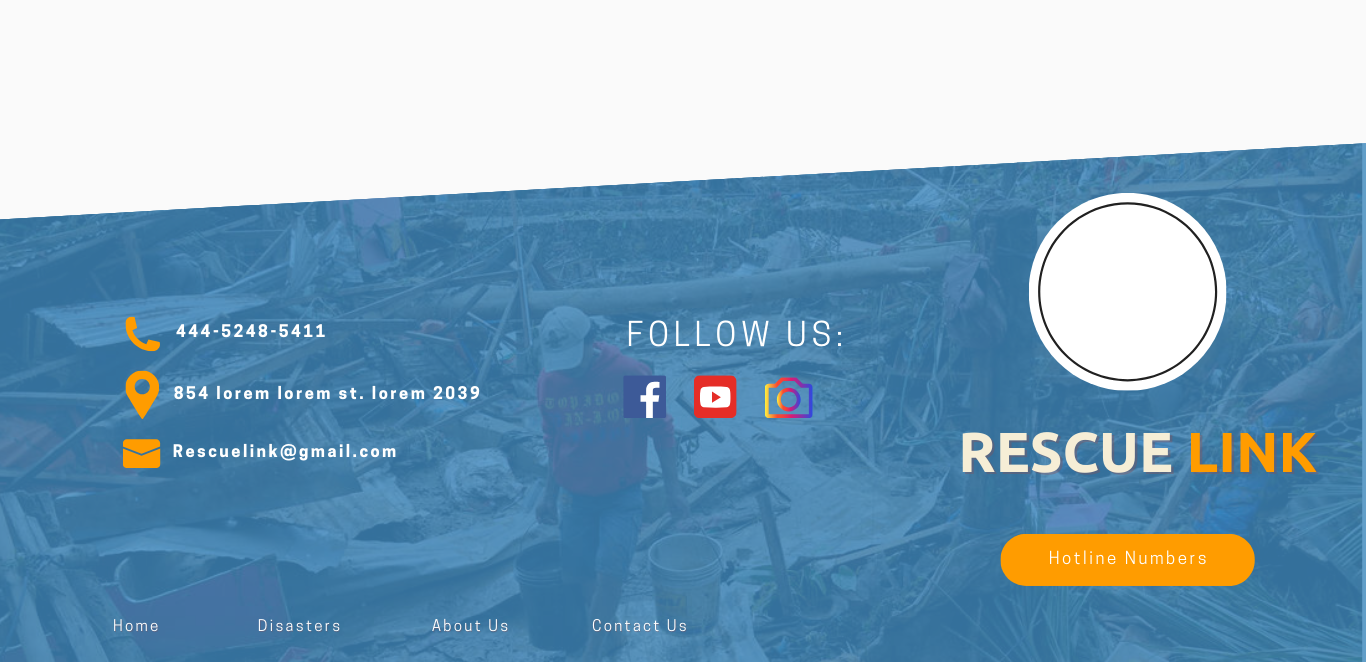 444-5248-5411
854 lorem lorem st. lorem 2039
Rescuelink@gmail.com
FOLLOW US:
RESCUE LINK
Hotline Numbers
Home
Disasters
About Us
Contact Us